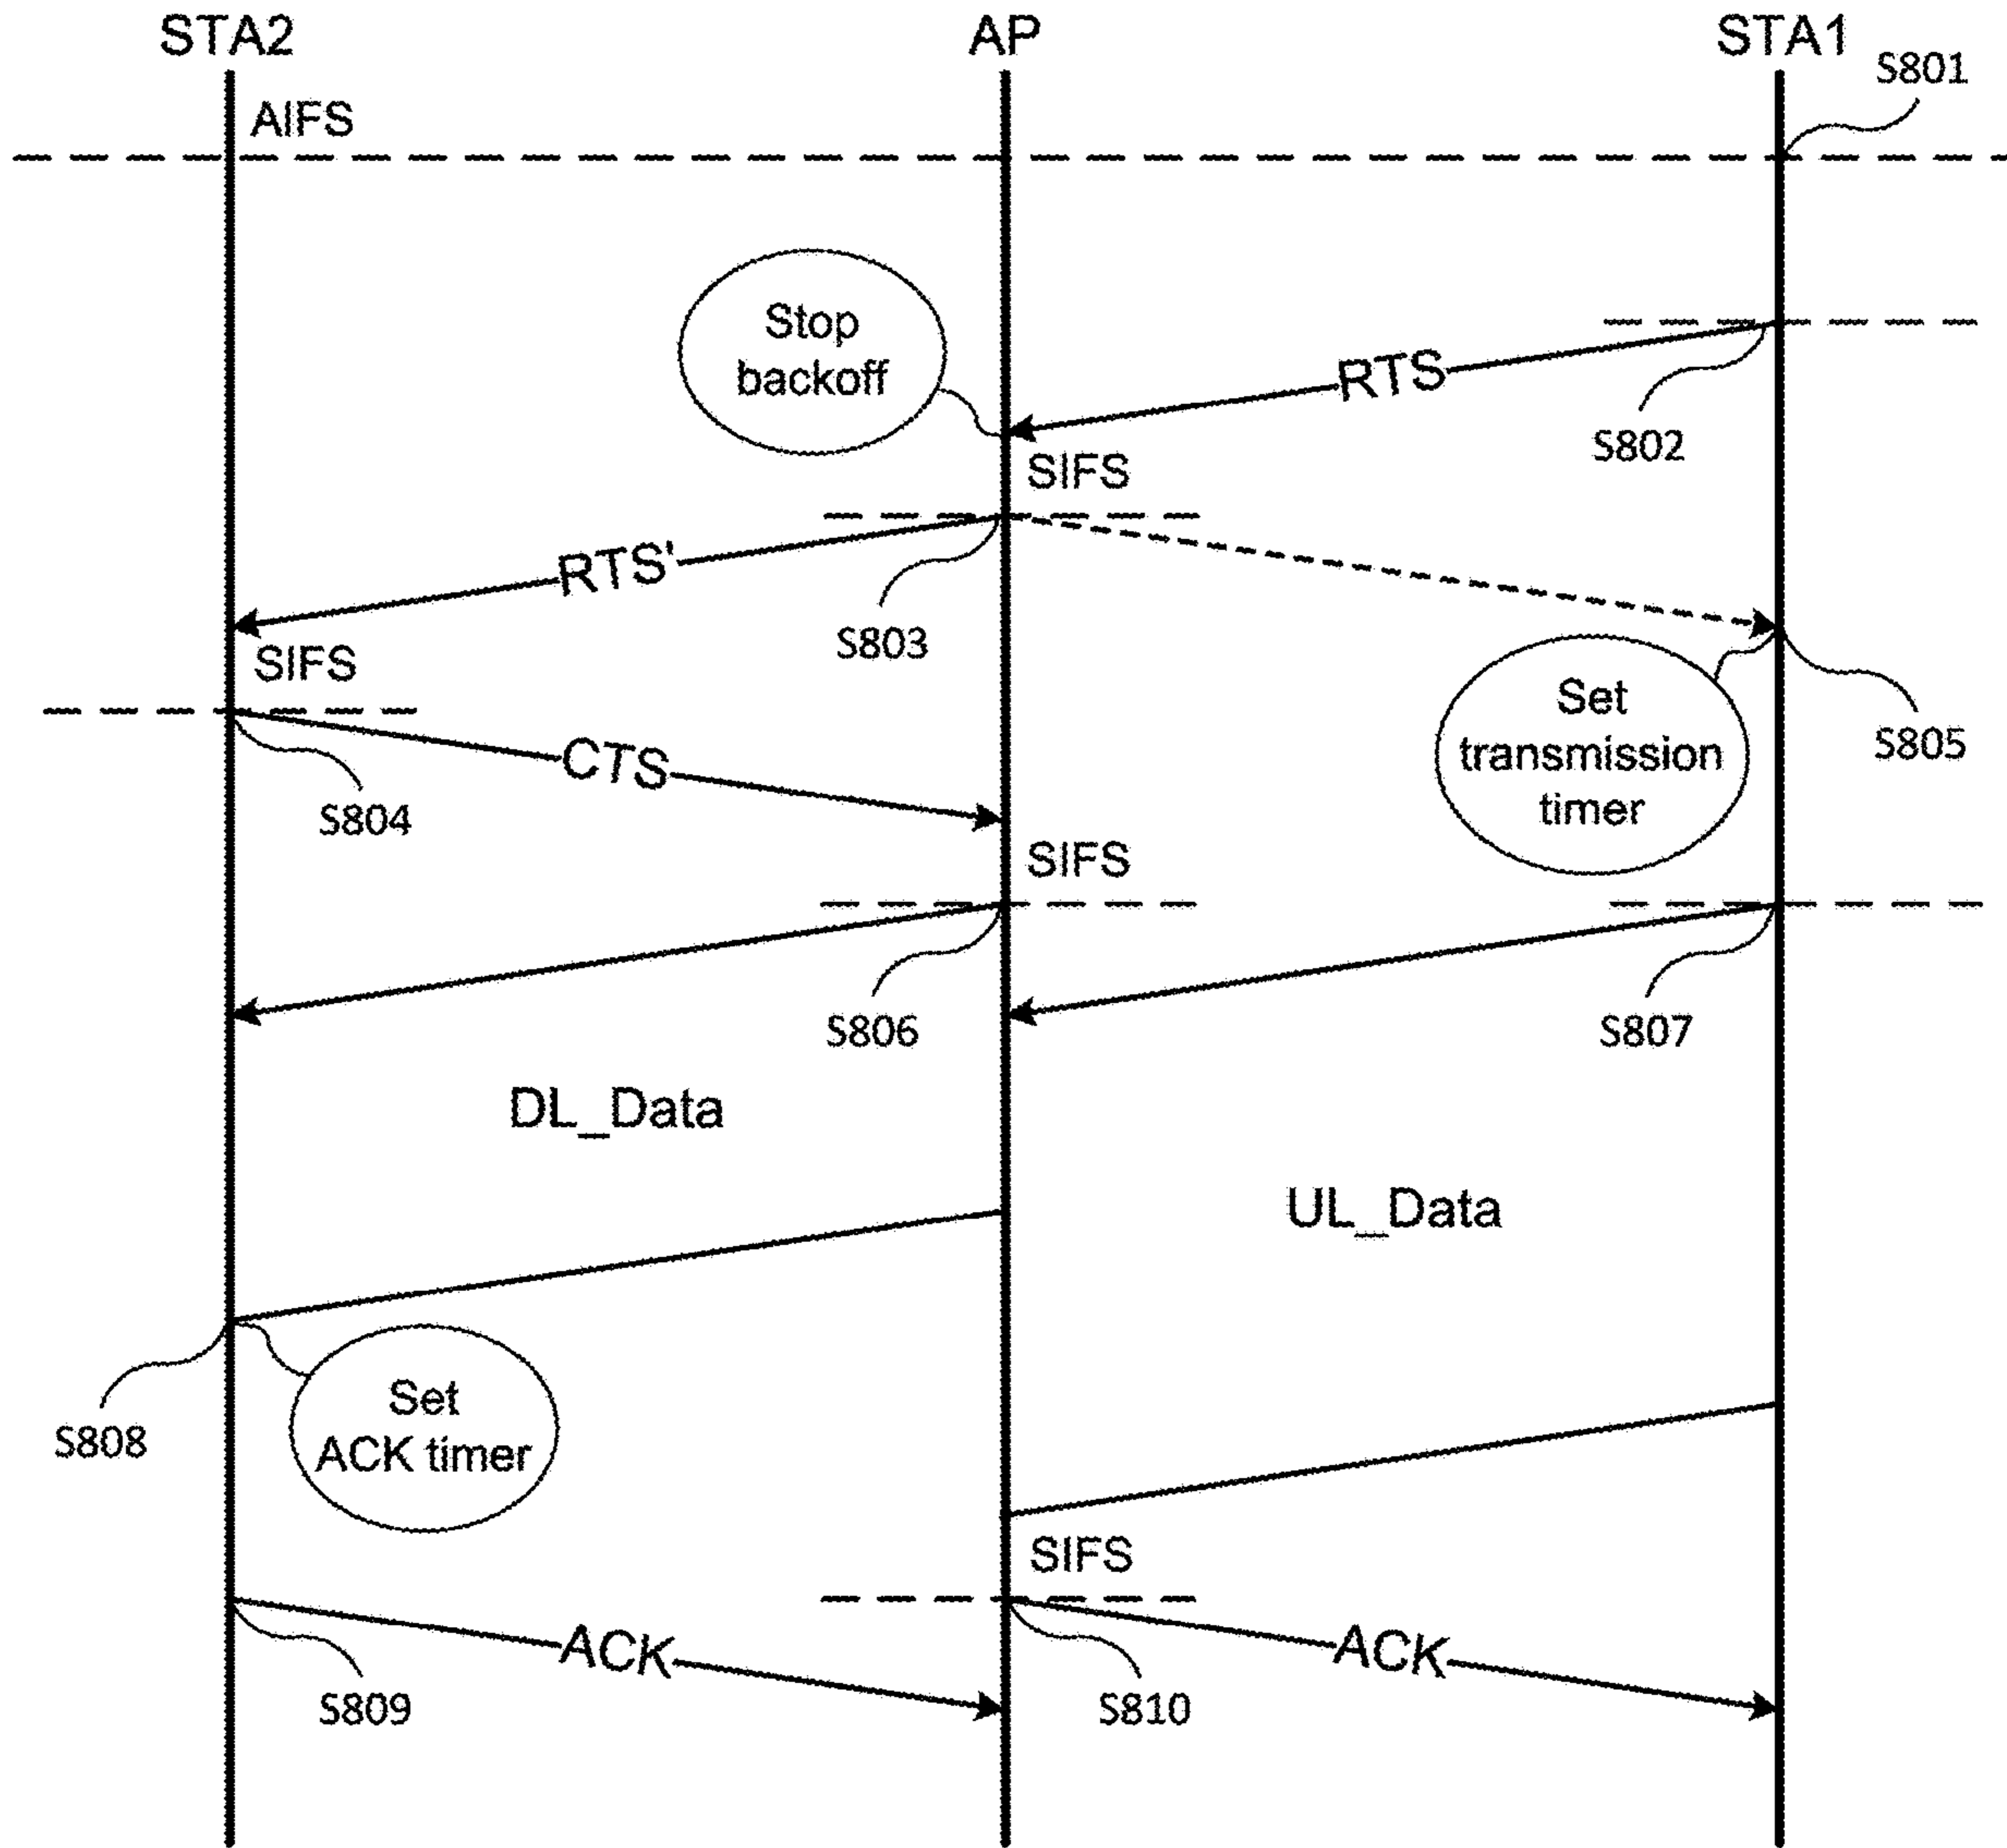 STA2
AP
STA1
S801
AIFS
Stop
backoff
RTS
S802
SIFS
RTS'
S803
SIFS
Set
transmission
timer
S805
CTS
S804
SIFS
S806
S807
DL_Data
UL_Data
Set
ACK timer
S808
SIFS
ACK
ACK
S809
S810